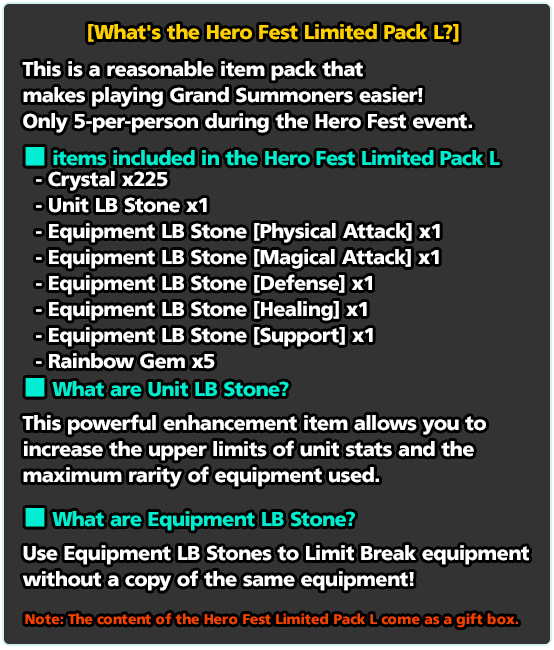 [What's the Hero Fest Limited Pack L?]
This is a reasonable item pack that
makes playing Grand Summoners easier!
Only 5-per-person during the Hero Fest event.
■ items included in the Hero Fest Limited Pack L
- Crystal x225
- Unit LB Stone x1
- Equipment LB Stone [Physical Attack] x1
- Equipment LB Stone [Magical Attack] x1
- Equipment LB Stone [Defense] x1
- Equipment LB Stone [Healing] x1
- Equipment LB Stone [Support] x1
- Rainbow Gem x5
■ What are Unit LB Stone?
This powerful enhancement item allows you to
increase the upper limits of unit stats and the
maximum rarity of equipment used.
■ What are Equipment LB Stone?
Use Equipment LB Stones to Limit Break equipment
without a copy of the same equipment!
Note: The content of the Hero Fest Limited Pack L come as a gift box.